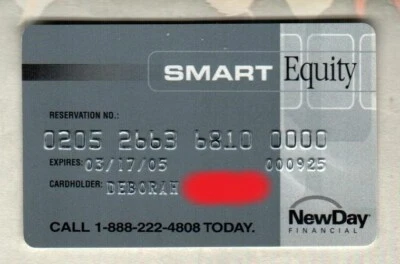 SMART Equity
RESERVATION NO.:
0205 2663 6810 0000
EXPIRES: 03/17/05 000925
CARDHOLDER: DEBORAH
CALL 1-888-222-4808 TODAY.
NewDay
FINANCIAL